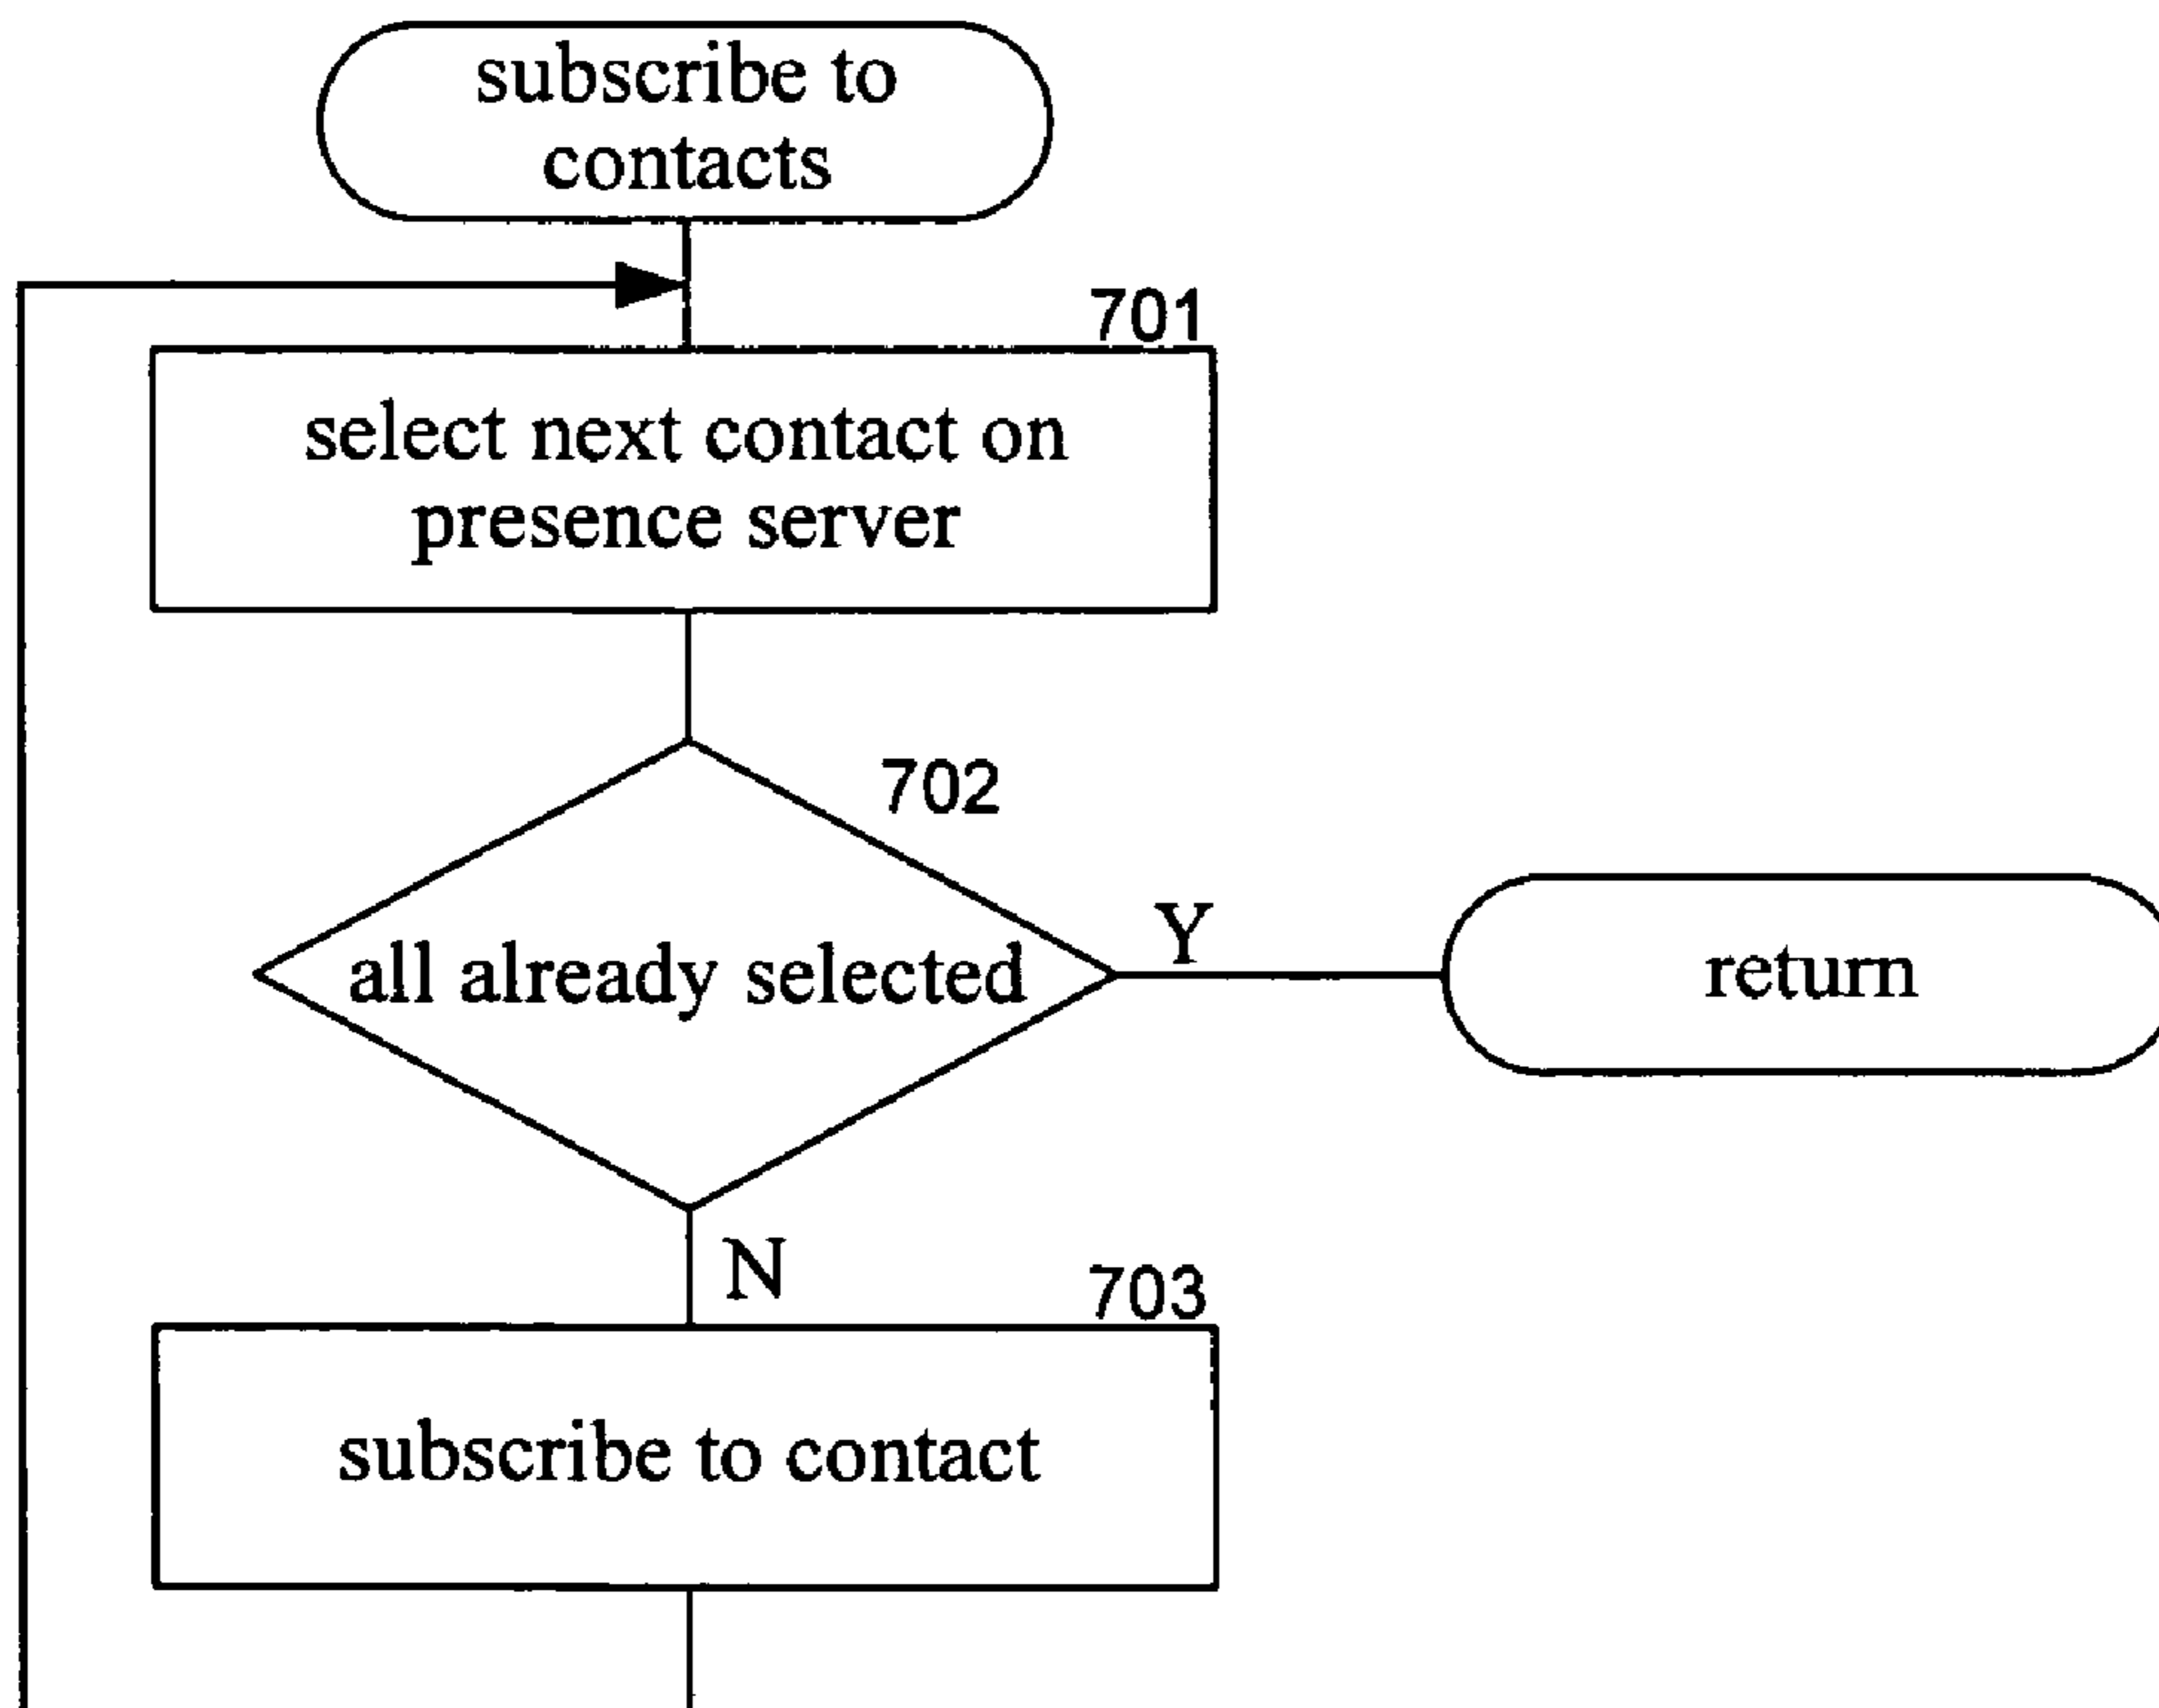 subscribe to
contacts
701
select next contact on
presence server
702
all already selected
Y
return
N
703
subscribe to contact